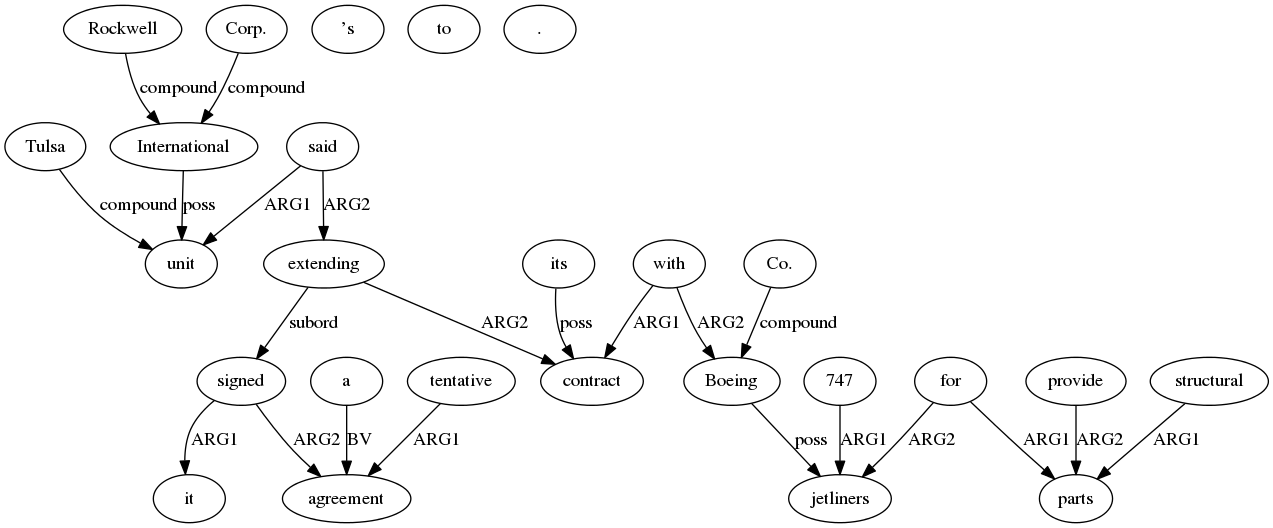 Rockwell Corp. 's to .
compound compound
Tulsa International said
compound poss ARG1 ARG2
unit extending its with Co.
subord ARG2 poss ARG1 ARG2 compound
signed a tentative contract Boeing 747 for provide structural
ARG1 ARG2 BV ARG1 poss ARG1 ARG2 ARG1 ARG2 ARG1
it agreement jetliners parts